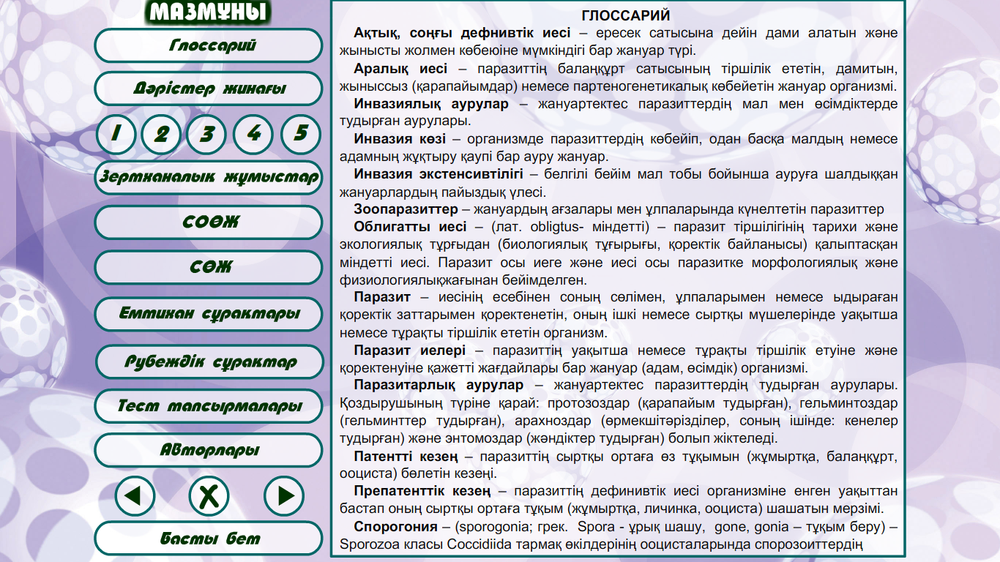 МАЗМҰНЫ
Глоссарий
Дәрістер жинағы
1 2 3 4 5
Зертханалык жұмыстар
СОӨЖ
СӨЖ
Емтихан сұрактары
Рубеждік сұрактар
Тест тапсырмалары
Авторлары
X
Басты бет
ГЛОССАРИЙ
Ақтық, соңғы дефнивтік иесі – ересек сатысына дейін дами алатын және
жынысты жолмен көбеюіне мүмкіндігі бар жануар түрі.
Аралық иесі – паразиттің балаңқұрт сатысының тіршілік ететін, дамитын,
жыныссыз (қарапайымдар) немесе партеногенетикалық көбейетін жануар организмі.
Инвазиялық аурулар – жануартектес паразиттердің мал мен өсімдіктерде
тудырған аурулары.
Инвазия көзі – организмде паразиттердің көбейіп, одан басқа малдың немесе
адамның жұқтыру қаупі бар ауру жануар.
Инвазия экстенсивтілігі – белгілі бейім мал тобы бойынша ауруға шалдыққан
жануарлардың пайыздық үлесі.
Зоопаразиттер – жануардың ағзалары мен ұлпаларында күнелтетін паразиттер
Облигатты иесі – (лат. obligtus- міндетті) – паразит тіршілігінің тарихи және
экологиялық тұрғыдан (биологиялық тұғырығы, қоректік байланысы) қалыптасқан
міндетті иесі. Паразит осы иеге және иесі осы паразитке морфологиялық және
физиологиялықжағынан бейімделген.
Паразит – иесінің есебінен соның сөлімен, ұлпаларымен немесе ыдыраған
қоректік заттарымен қоректенетін, оның ішкі немесе сыртқы мүшелерінде уақытша
немесе тұрақты тіршілік ететін организм.
Паразит иелері – паразиттің уақытша немесе тұрақты тіршілік етуіне және
қоректенуіне қажетті жағдайлары бар жануар (адам, өсімдік) организмі.
Паразитарлық аурулар – жануартектес паразиттердің тудырған аурулары.
Қоздырушының түріне қарай: протозоздар (қарапайым тудырған), гельминтоздар
(гельминттер тудырған), арахноздар (өрмекшітәрізділер, соның ішінде: кенелер
тудырған) және энтомоздар (жәндіктер тудырған) болып жіктеледі.
Патентті кезең – паразиттің сыртқы ортаға өз тұқымын (жұмыртқа, балаңқұрт,
ооциста) бөлетін кезеңі.
Препатенттік кезең – паразиттің дефинивтік иесі организміне енген уақыттан
бастап оның сыртқы ортаға тұқым (жұмыртқа, личинка, ооциста) шашатын мерзімі.
Спорогония – (sporogonia; грек. Spora - ұрық шашу, gone, gonia – тұқым беру) –
Sporozoa класы Coccidiida тармақ өкілдерінің ооцисталарында спорозоиттердің